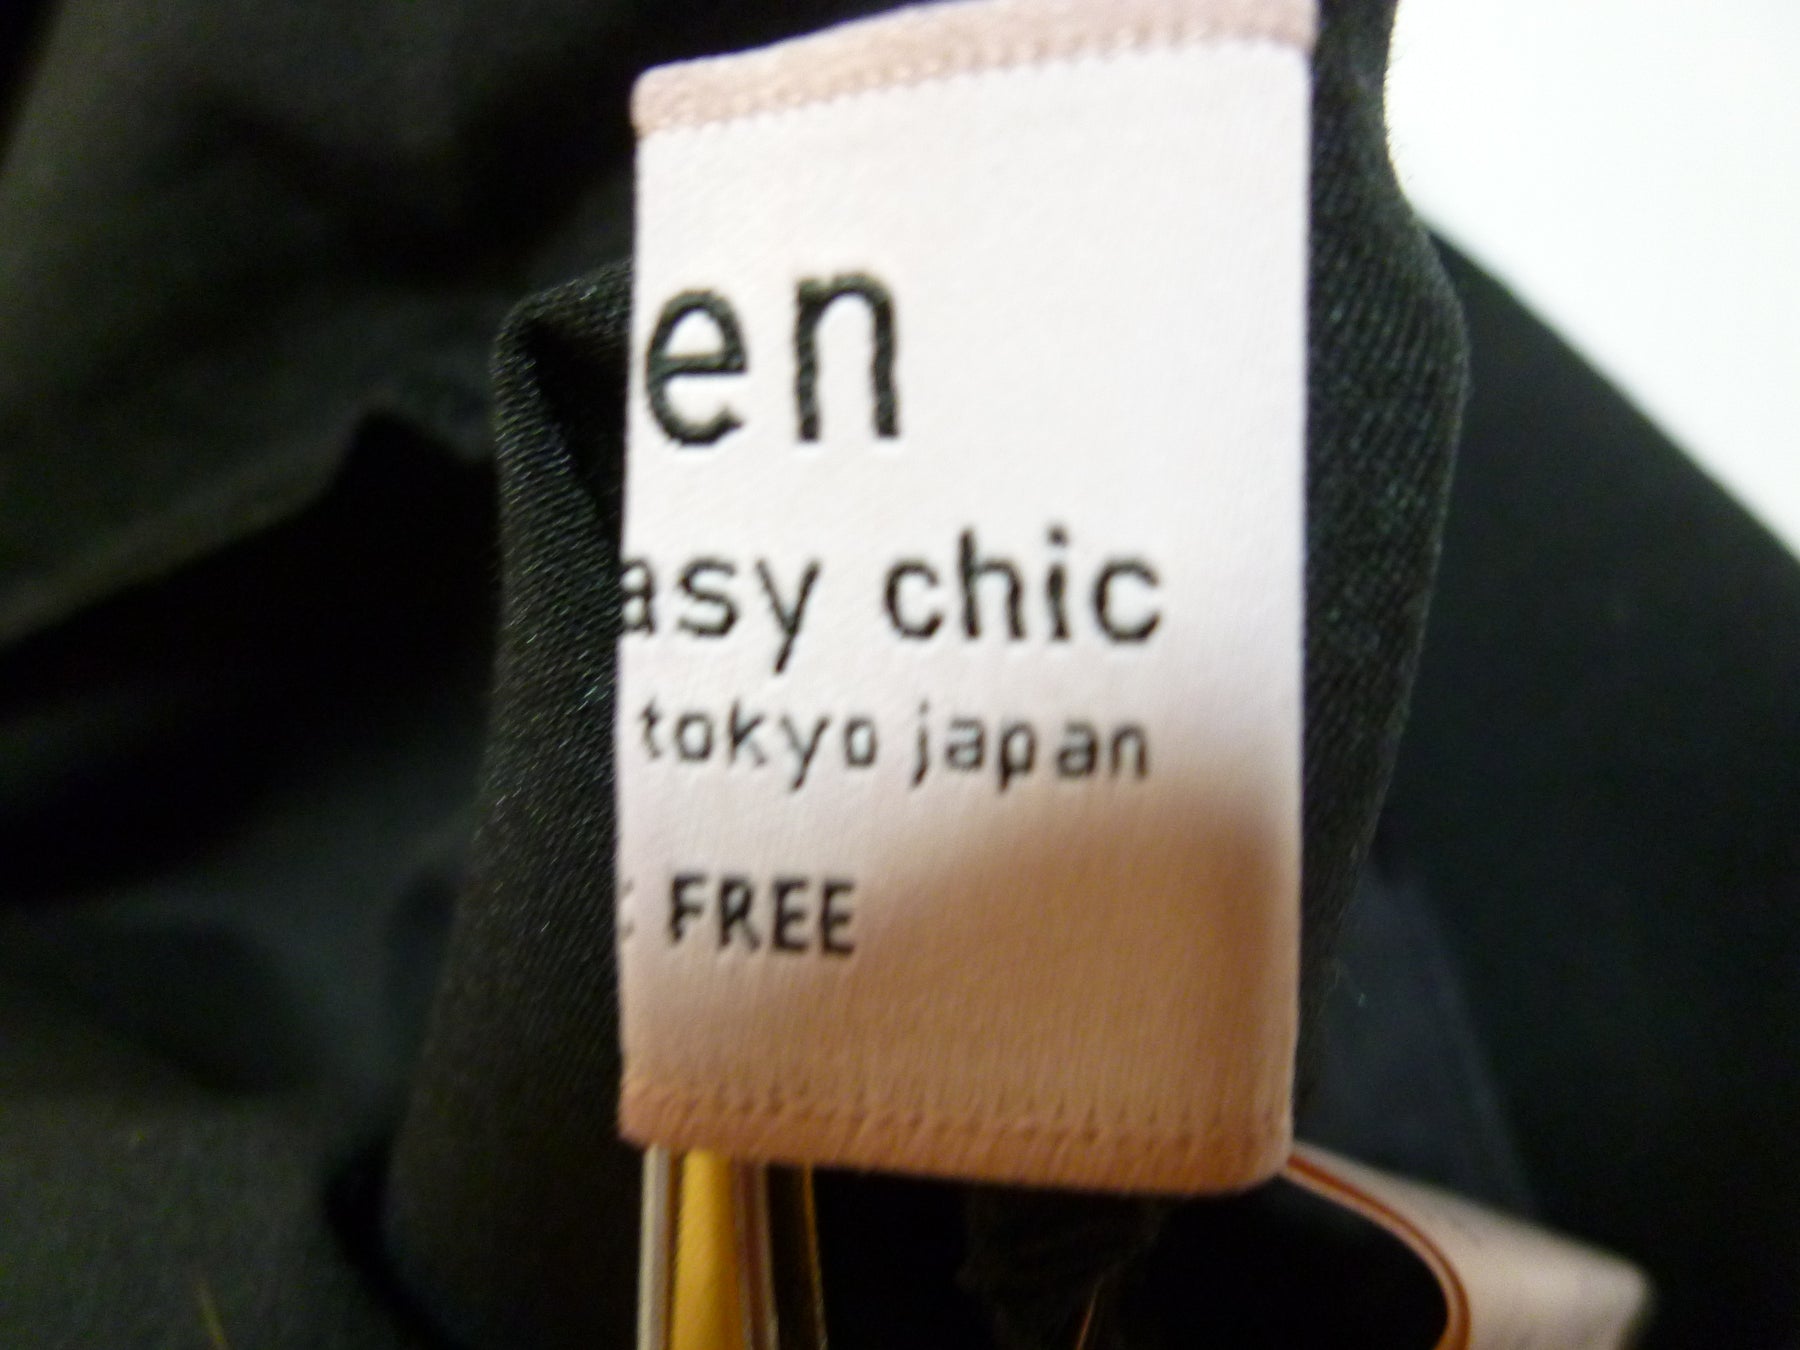 en
asy chic
tokyo japan
: FREE